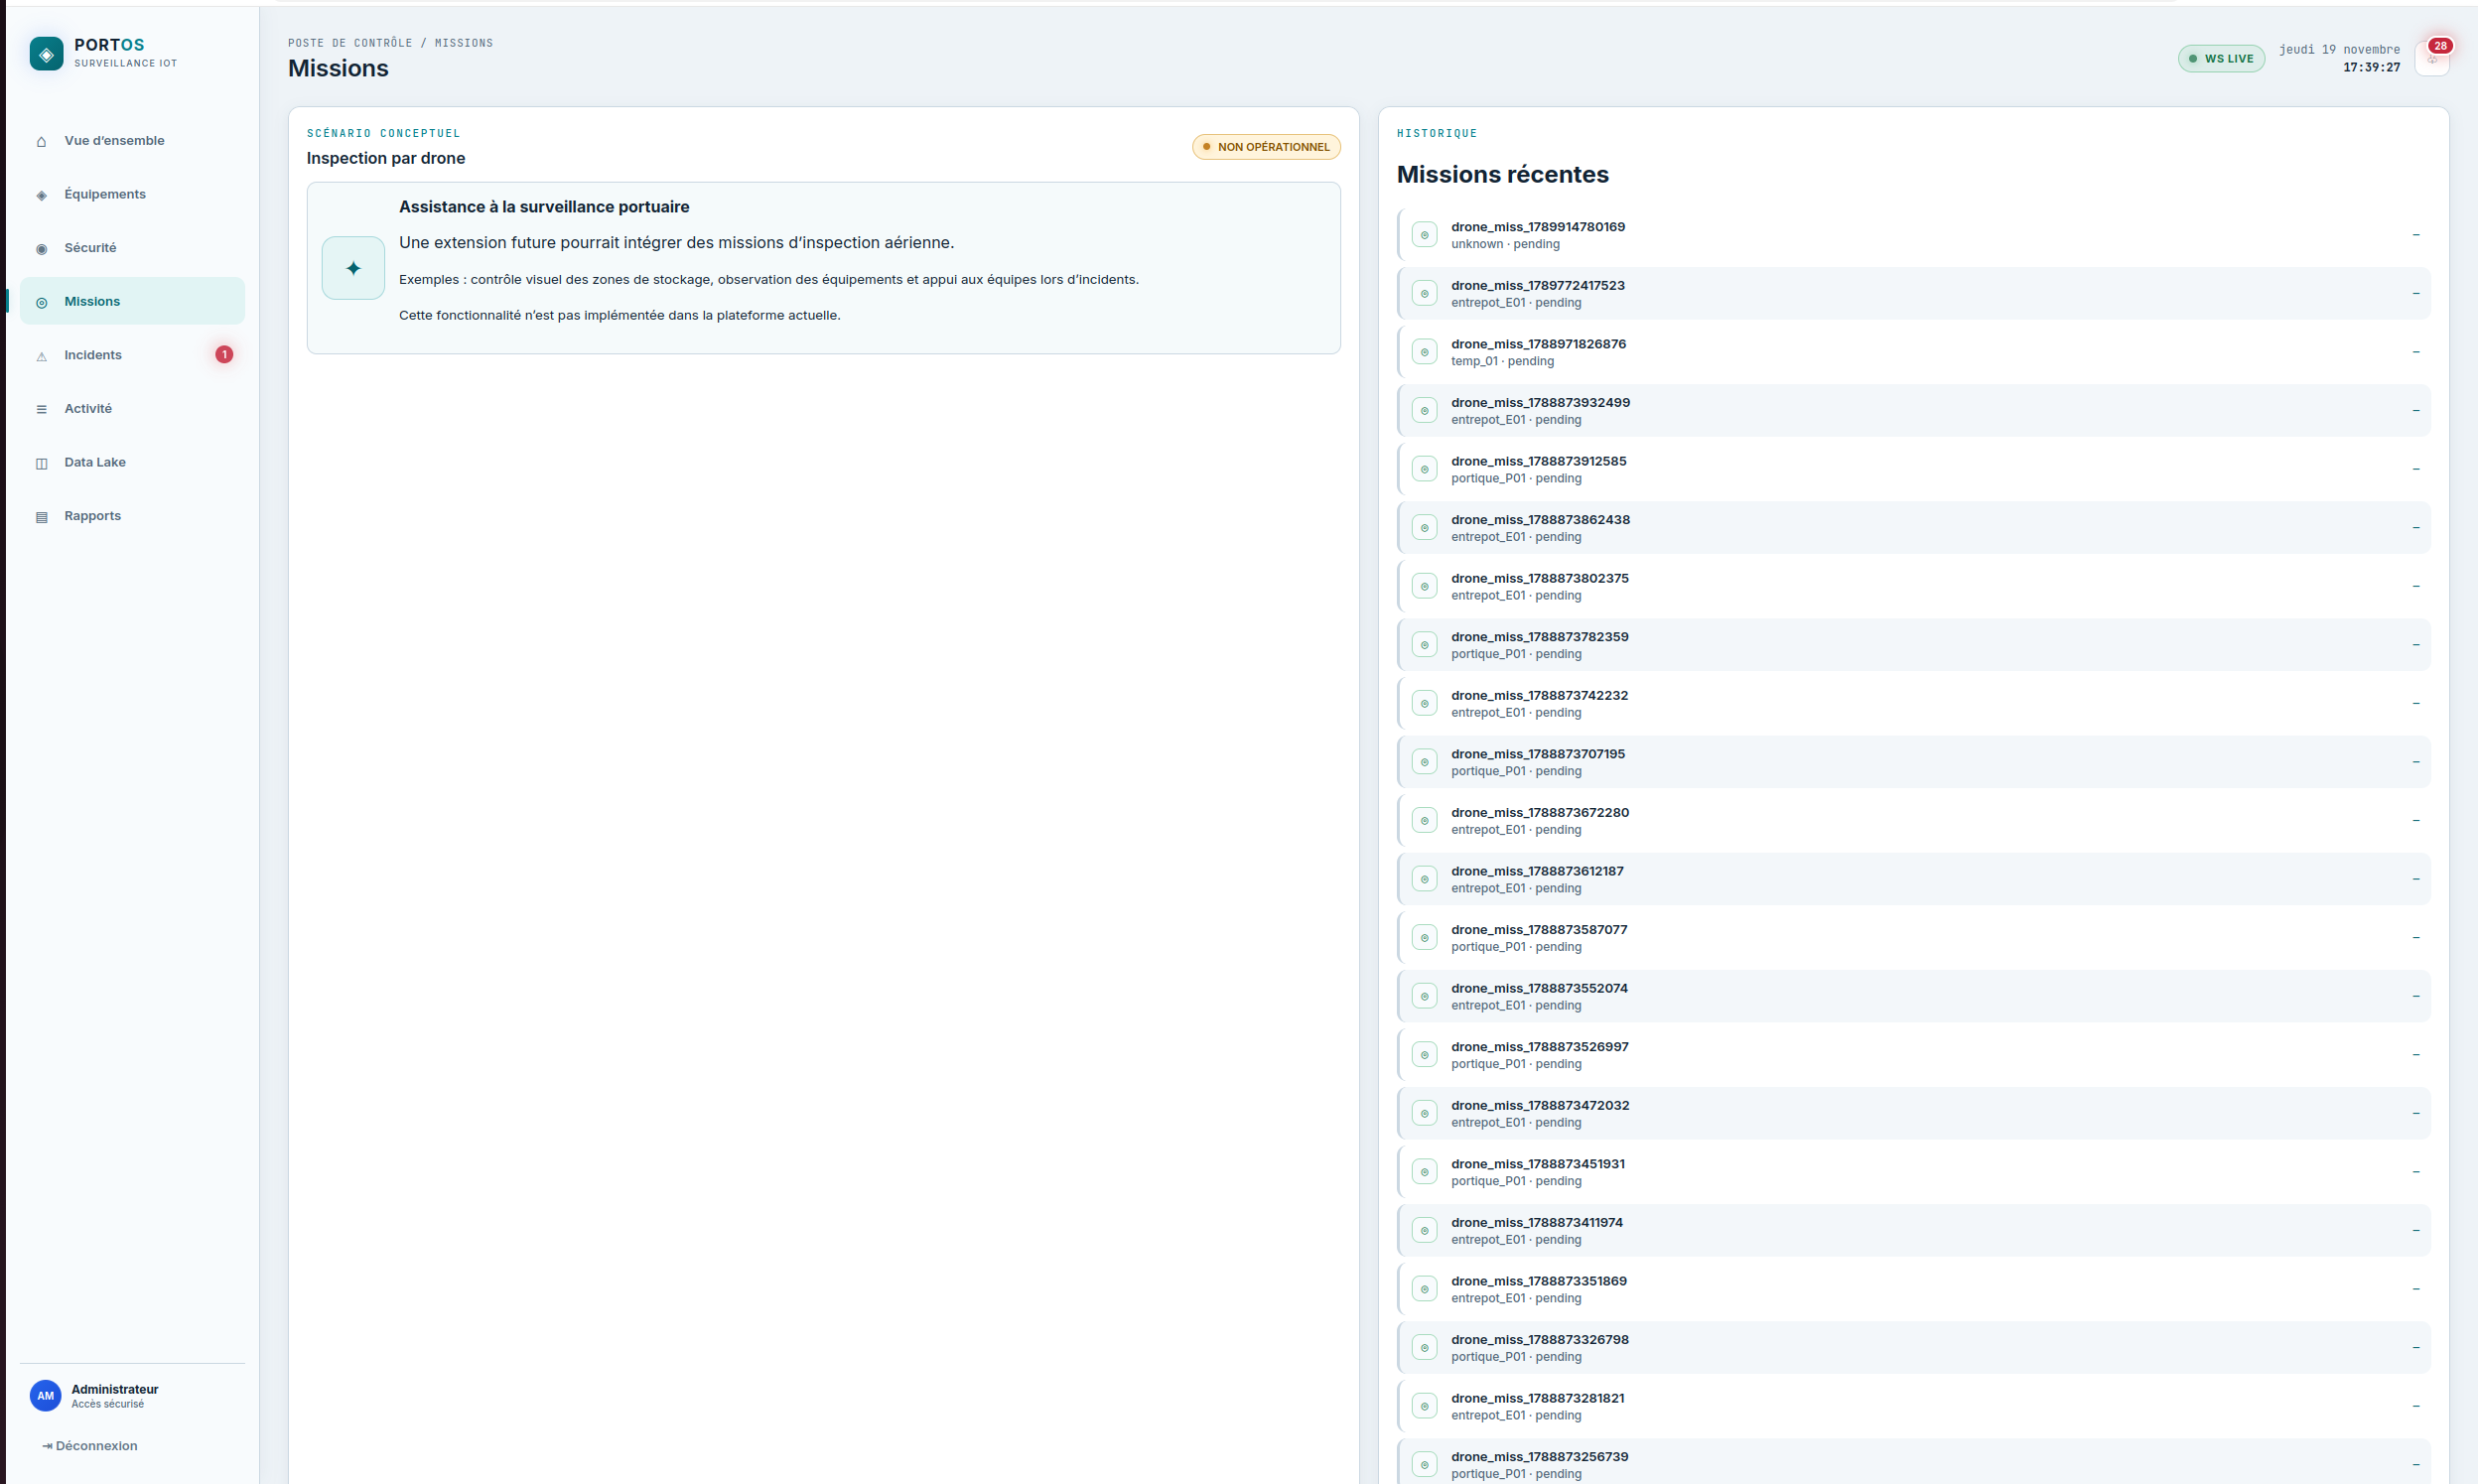 PORTOS
SURVEILLANCE IOT
Vue d'ensemble
Équipements
Sécurité
Missions
Incidents
1
Activité
Data Lake
Rapports
AM
Administrateur
Accès sécurisé
Déconnexion
POSTE DE CONTRÔLE / MISSIONS
Missions
WS LIVE
jeudi 19 novembre
17:39:27
28
SCÉNARIO CONCEPTUEL
Inspection par drone
NON OPÉRATIONNEL
Assistance à la surveillance portuaire
Une extension future pourrait intégrer des missions d'inspection aérienne.
Exemples : contrôle visuel des zones de stockage, observation des équipements et appui aux équipes lors d'incidents.
Cette fonctionnalité n'est pas implémentée dans la plateforme actuelle.
HISTORIQUE
Missions récentes
drone_miss_1789914780169
unknown · pending
–
drone_miss_1789772417523
entrepot_E01 · pending
–
drone_miss_1788971826876
temp_01 · pending
–
drone_miss_1788873932499
entrepot_E01 · pending
–
drone_miss_1788873912585
portique_P01 · pending
–
drone_miss_1788873862438
entrepot_E01 · pending
–
drone_miss_1788873802375
entrepot_E01 · pending
–
drone_miss_1788873782359
portique_P01 · pending
–
drone_miss_1788873742232
entrepot_E01 · pending
–
drone_miss_1788873707195
portique_P01 · pending
–
drone_miss_1788873672280
entrepot_E01 · pending
–
drone_miss_1788873612187
entrepot_E01 · pending
–
drone_miss_1788873587077
portique_P01 · pending
–
drone_miss_1788873552074
entrepot_E01 · pending
–
drone_miss_1788873526997
portique_P01 · pending
–
drone_miss_1788873472032
entrepot_E01 · pending
–
drone_miss_1788873451931
portique_P01 · pending
–
drone_miss_1788873411974
entrepot_E01 · pending
–
drone_miss_1788873351869
entrepot_E01 · pending
–
drone_miss_1788873326798
portique_P01 · pending
–
drone_miss_1788873281821
entrepot_E01 · pending
–
drone_miss_1788873256739
portique_P01 · pending
–